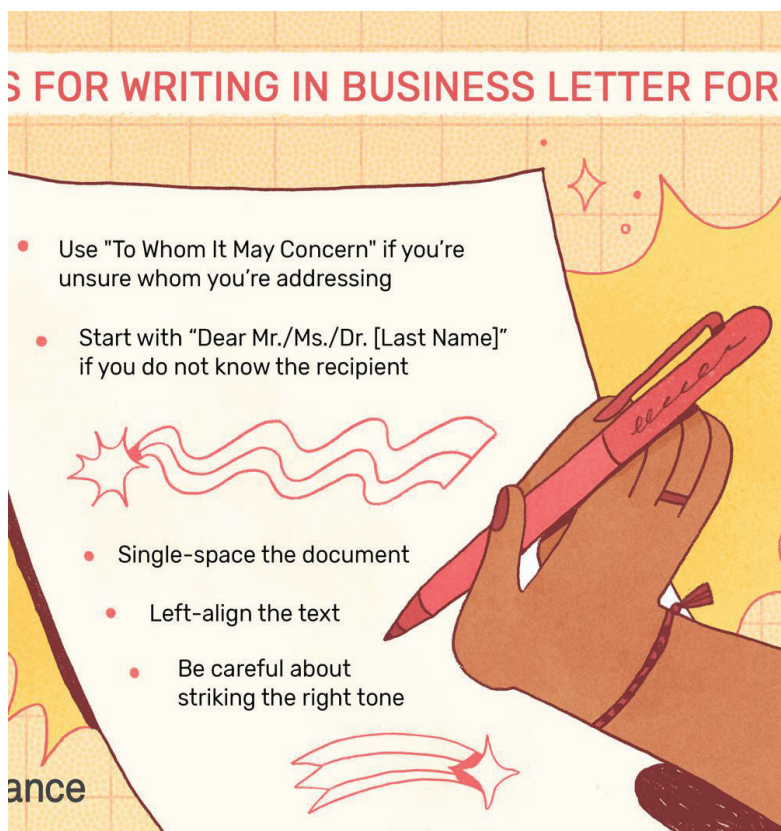 S FOR WRITING IN BUSINESS LETTER FOR
Use "To Whom It May Concern" if you’re
unsure whom you’re addressing
Start with “Dear Mr./Ms./Dr. [Last Name]”
if you do not know the recipient
Single-space the document
Left-align the text
Be careful about
striking the right tone
ance